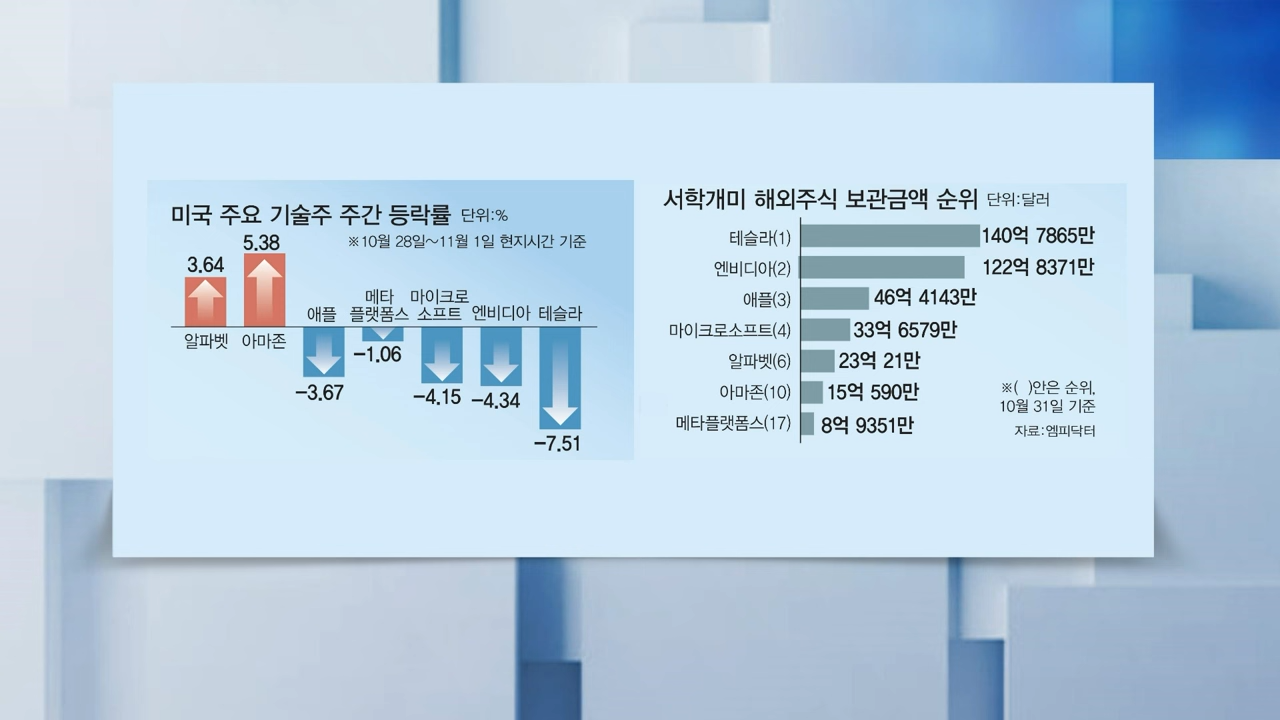 미국 주요 기술주 주간 등락률 단위:%
※10월 28일~11월 1일 현지시간 기준
3.64
5.38
알파벳
아마존
애플
-3.67
메타
플랫폼스
-1.06
마이크로
소프트
-4.15
엔비디아
-4.34
테슬라
-7.51
서학개미 해외주식 보관금액 순위 단위:달러
테슬라(1) 140억 7865만
엔비디아(2) 122억 8371만
애플(3) 46억 4143만
마이크로소프트(4) 33억 6579만
알파벳(6) 23억 21만
아마존(10) 15억 590만
메타플랫폼스(17) 8억 9351만
※( )안은 순위,
10월 31일 기준
자료:엠피닥터